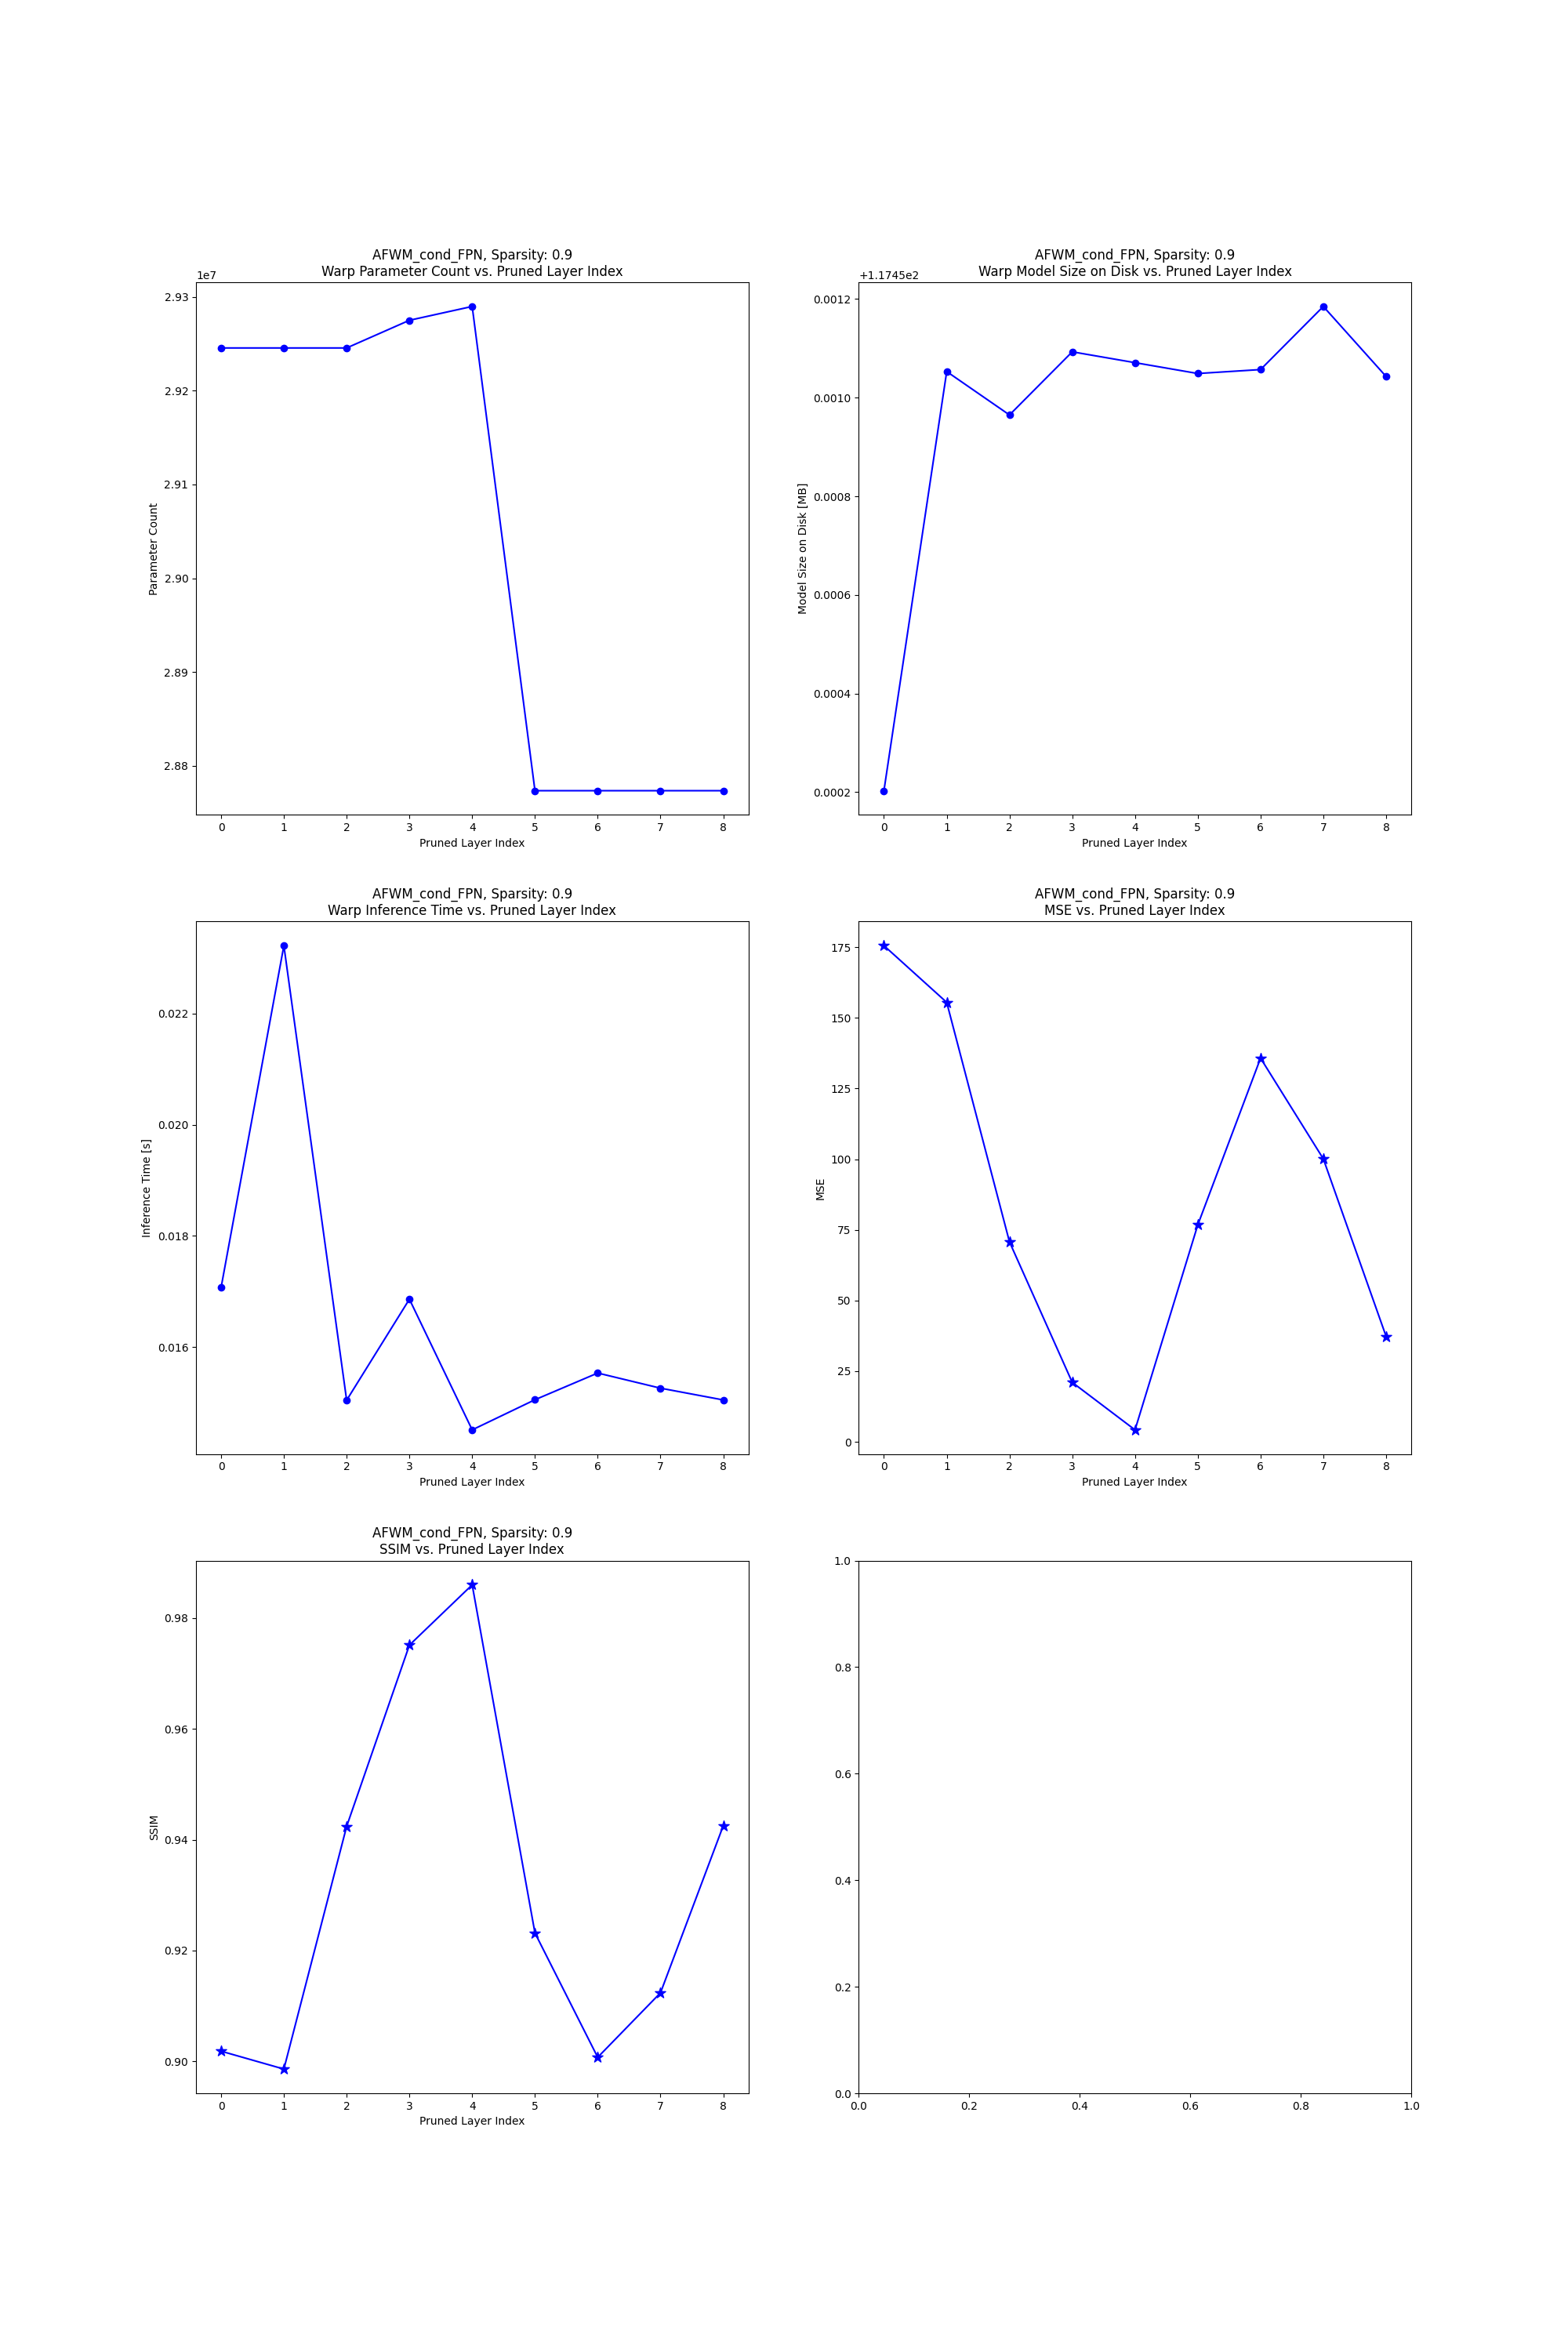 AFWM_cond_FPN, Sparsity: 0.9
Warp Parameter Count vs. Pruned Layer Index
1e7
2.93
2.92
2.91
2.90
2.89
2.88
Parameter Count
0 1 2 3 4 5 6 7 8
Pruned Layer Index
AFWM_cond_FPN, Sparsity: 0.9
Warp Model Size on Disk vs. Pruned Layer Index
+1.1745e2
0.0012
0.0010
0.0008
0.0006
0.0004
0.0002
Model Size on Disk [MB]
0 1 2 3 4 5 6 7 8
Pruned Layer Index
AFWM_cond_FPN, Sparsity: 0.9
Warp Inference Time vs. Pruned Layer Index
0.022
0.020
0.018
0.016
Inference Time [s]
0 1 2 3 4 5 6 7 8
Pruned Layer Index
AFWM_cond_FPN, Sparsity: 0.9
MSE vs. Pruned Layer Index
175
150
125
100
75
50
25
0
MSE
0 1 2 3 4 5 6 7 8
Pruned Layer Index
AFWM_cond_FPN, Sparsity: 0.9
SSIM vs. Pruned Layer Index
0.98
0.96
0.94
0.92
0.90
SSIM
0 1 2 3 4 5 6 7 8
Pruned Layer Index
1.0
0.8
0.6
0.4
0.2
0.0
0.0 0.2 0.4 0.6 0.8 1.0